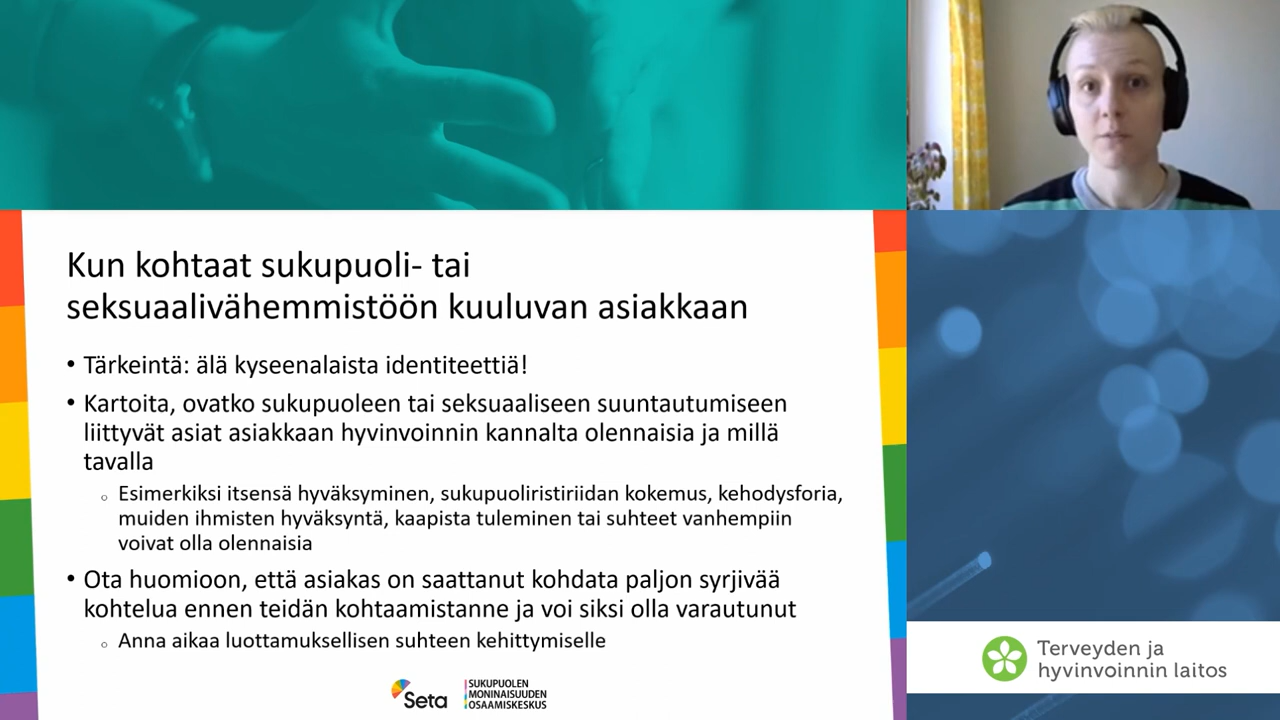 Kun kohtaat sukupuoli- tai
seksuaalivähemmistöön kuuluvan asiakkaan
• Tärkeintä: älä kyseenalaista identiteettiä!
• Kartoita, ovatko sukupuoleen tai seksuaaliseen suuntautumiseen
liittyvät asiat asiakkaan hyvinvoinnin kannalta olennaisia ja millä
tavalla
○ Esimerkiksi itsensä hyväksyminen, sukupuoliristiriidan kokemus, kehodysforia,
muiden ihmisten hyväksyntä, kaapista tuleminen tai suhteet vanhempiin
voivat olla olennaisia
• Ota huomioon, että asiakas on saattanut kohdata paljon syrjivää
kohtelua ennen teidän kohtaamistanne ja voi siksi olla varautunut
○ Anna aikaa luottamuksellisen suhteen kehittymiselle
Seta
SUKUPUOLEN
MONINAISUUDEN
OSAAMISKESKUS
Terveyden ja
hyvinvoinnin laitos